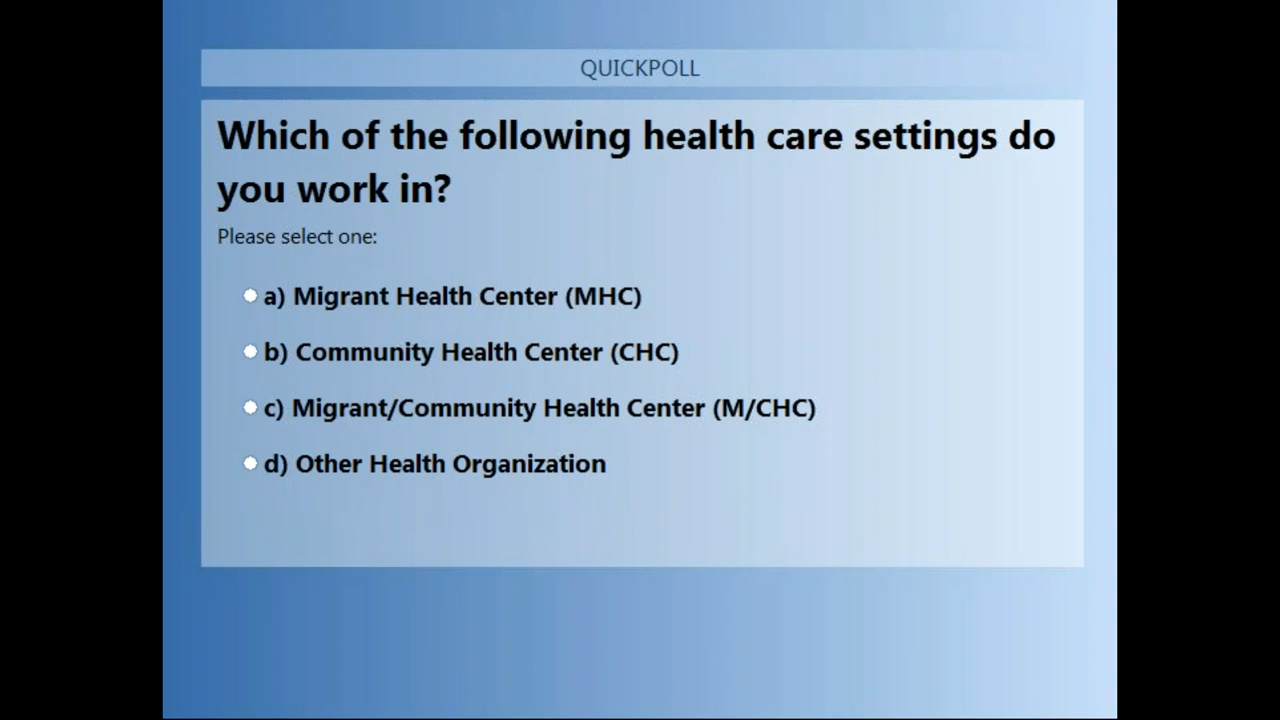 QUICKPOLL
Which of the following health care settings do
you work in?
Please select one:
a) Migrant Health Center (MHC)
b) Community Health Center (CHC)
c) Migrant/Community Health Center (M/CHC)
d) Other Health Organization